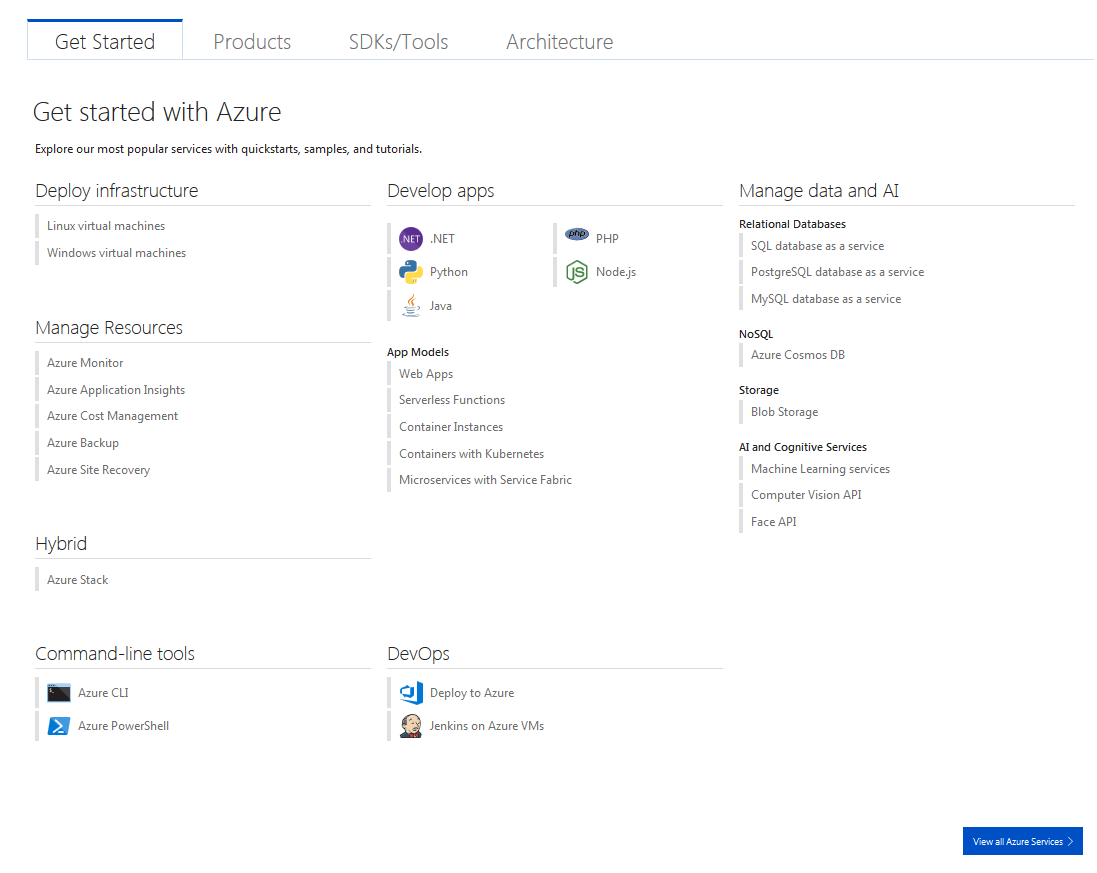 Get Started
Products
SDKs/Tools
Architecture
Get started with Azure
Explore our most popular services with quickstarts, samples, and tutorials.
Deploy infrastructure
Linux virtual machines
Windows virtual machines
Manage Resources
Azure Monitor
Azure Application Insights
Azure Cost Management
Azure Backup
Azure Site Recovery
Hybrid
Azure Stack
Command-line tools
Azure CLI
Azure PowerShell
Develop apps
.NET
.NET
Python
Java
php
PHP
JS
Node.js
App Models
Web Apps
Serverless Functions
Container Instances
Containers with Kubernetes
Microservices with Service Fabric
DevOps
Deploy to Azure
Jenkins on Azure VMs
Manage data and AI
Relational Databases
SQL database as a service
PostgreSQL database as a service
MySQL database as a service
NoSQL
Azure Cosmos DB
Storage
Blob Storage
AI and Cognitive Services
Machine Learning services
Computer Vision API
Face API
View all Azure Services